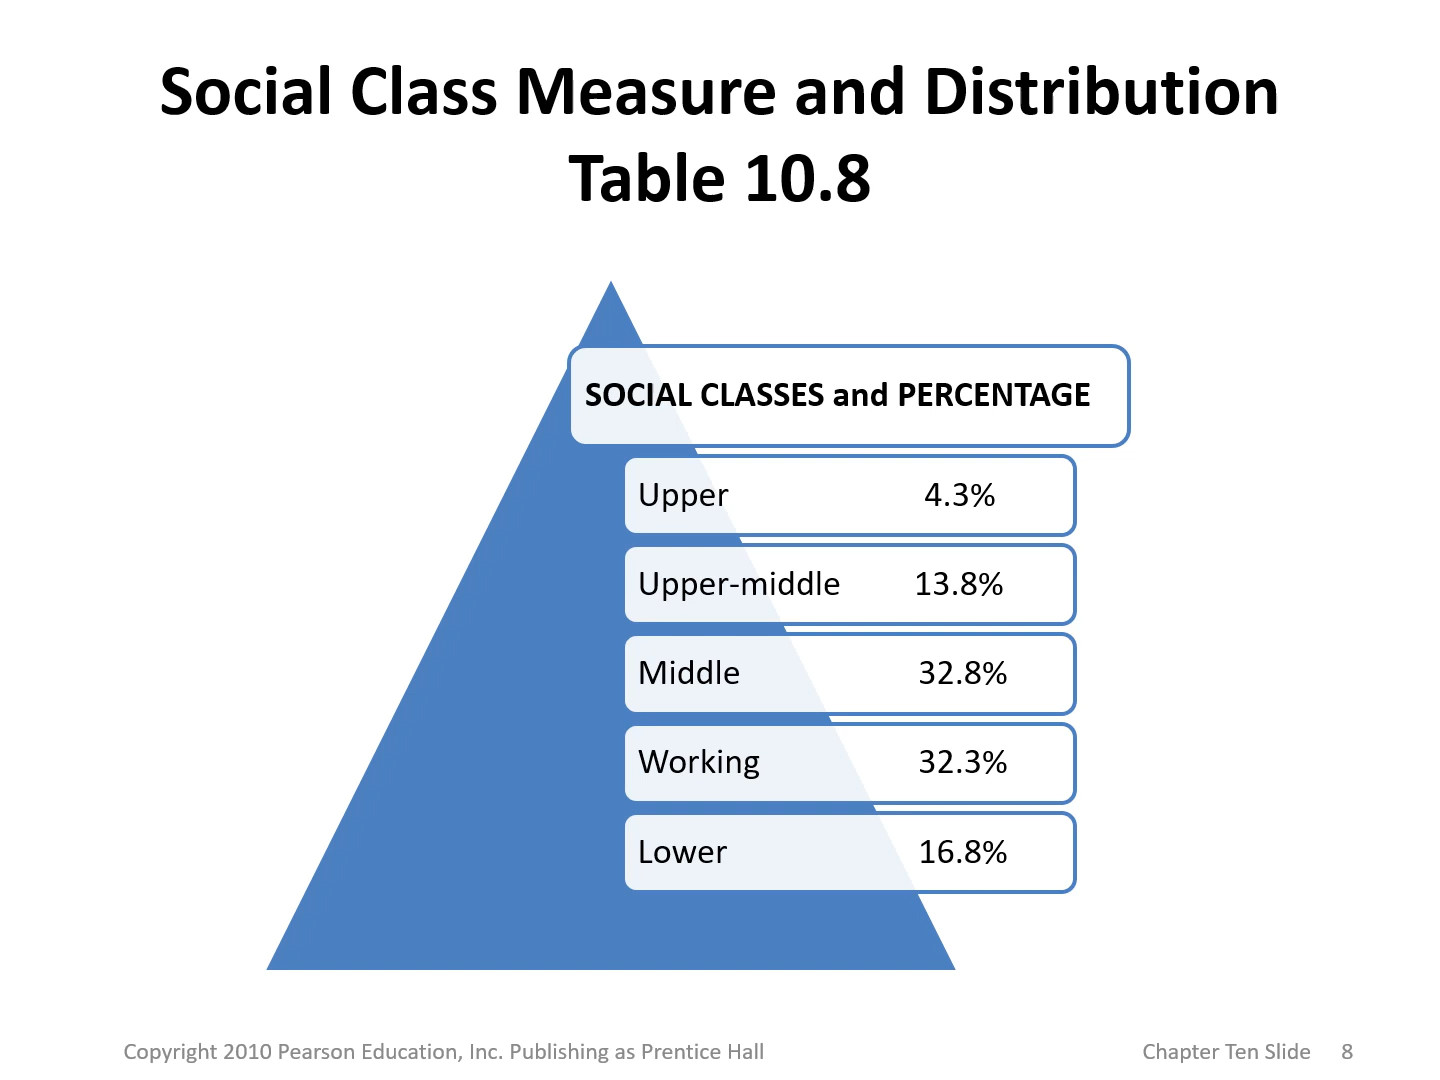 Social Class Measure and Distribution
Table 10.8
SOCIAL CLASSES and PERCENTAGE
Upper 4.3%
Upper-middle 13.8%
Middle 32.8%
Working 32.3%
Lower 16.8%
Copyright 2010 Pearson Education, Inc. Publishing as Prentice Hall
Chapter Ten Slide 8